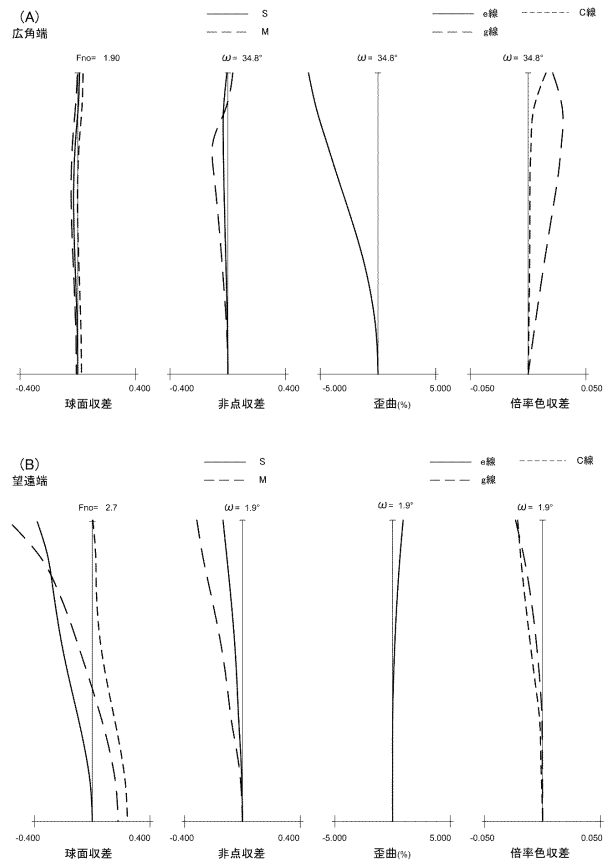 (A)
広角端
S
M
e線
g線
C線
Fno= 1.90
ω= 34.8°
ω= 34.8°
ω= 34.8°
-0.400 0.400
球面収差
-0.400 0.400
非点収差
-5.000 5.000
歪曲(%)
-0.050 0.050
倍率色収差
(B)
望遠端
S
M
e線
g線
C線
Fno= 2.7
ω= 1.9°
ω= 1.9°
ω= 1.9°
-0.400 0.400
球面収差
-0.400 0.400
非点収差
-5.000 5.000
歪曲(%)
-0.050 0.050
倍率色収差